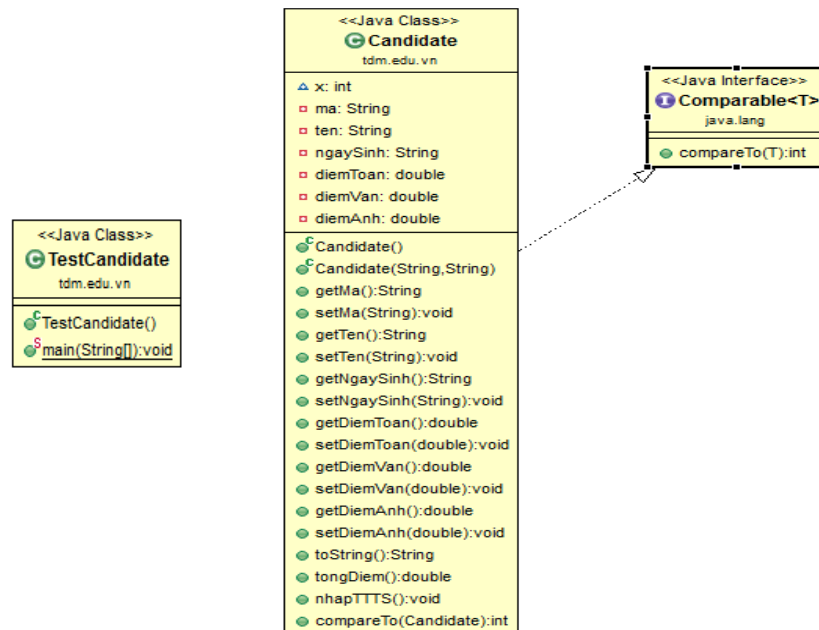 <<Java Class>>
Candidate
tdm.edu.vn
x: int
ma: String
ten: String
ngaySinh: String
diemToan: double
diemVan: double
diemAnh: double
Candidate()
Candidate(String,String)
getMa():String
setMa(String):void
getTen():String
setTen(String):void
getNgaySinh():String
setNgaySinh(String):void
getDiemToan():double
setDiemToan(double):void
getDiemVan():double
setDiemVan(double):void
getDiemAnh():double
setDiemAnh(double):void
toString():String
tongDiem():double
nhapTTTS():void
compareTo(Candidate):int
<<Java Interface>>
Comparable<T>
java.lang
compareTo(T):int
<<Java Class>>
TestCandidate
tdm.edu.vn
TestCandidate()
main(String[]):void